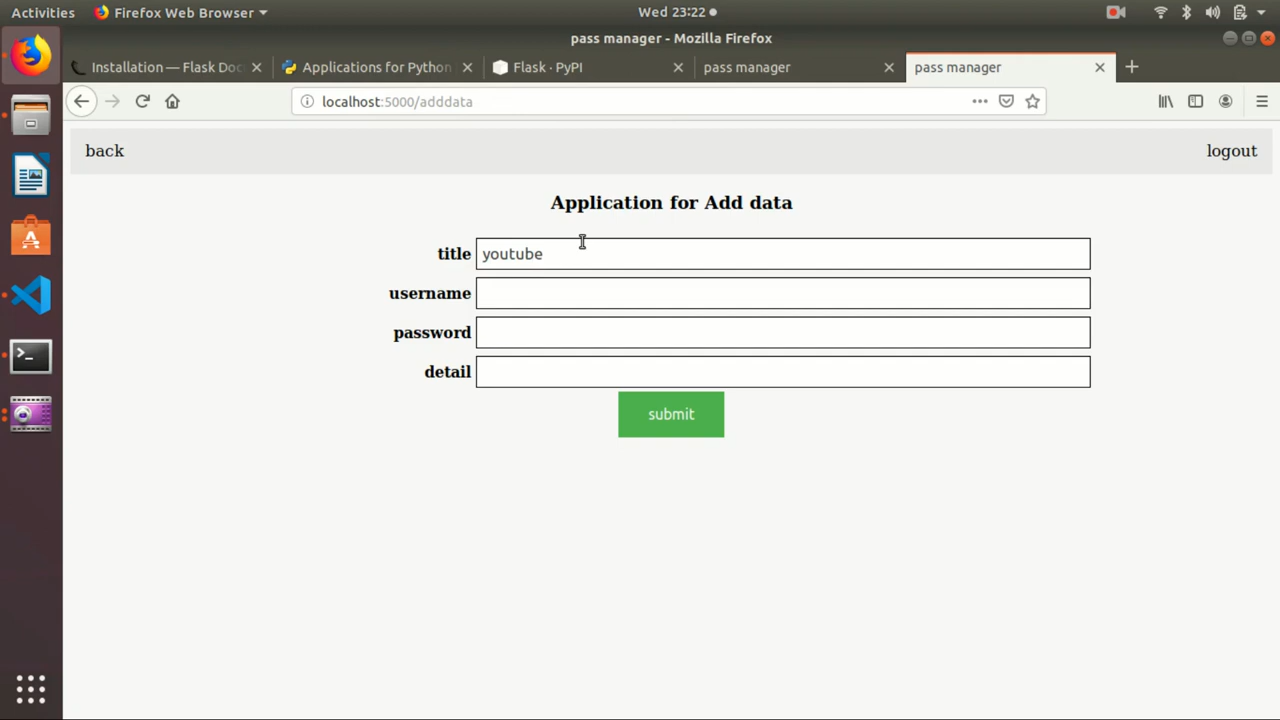 Activities Firefox Web Browser Wed 23:22
pass manager - Mozilla Firefox
Installation — Flask Doc Applications for Python Flask · PyPI pass manager pass manager
localhost:5000/adddata
back logout
Application for Add data
title youtube
username
password
detail
submit